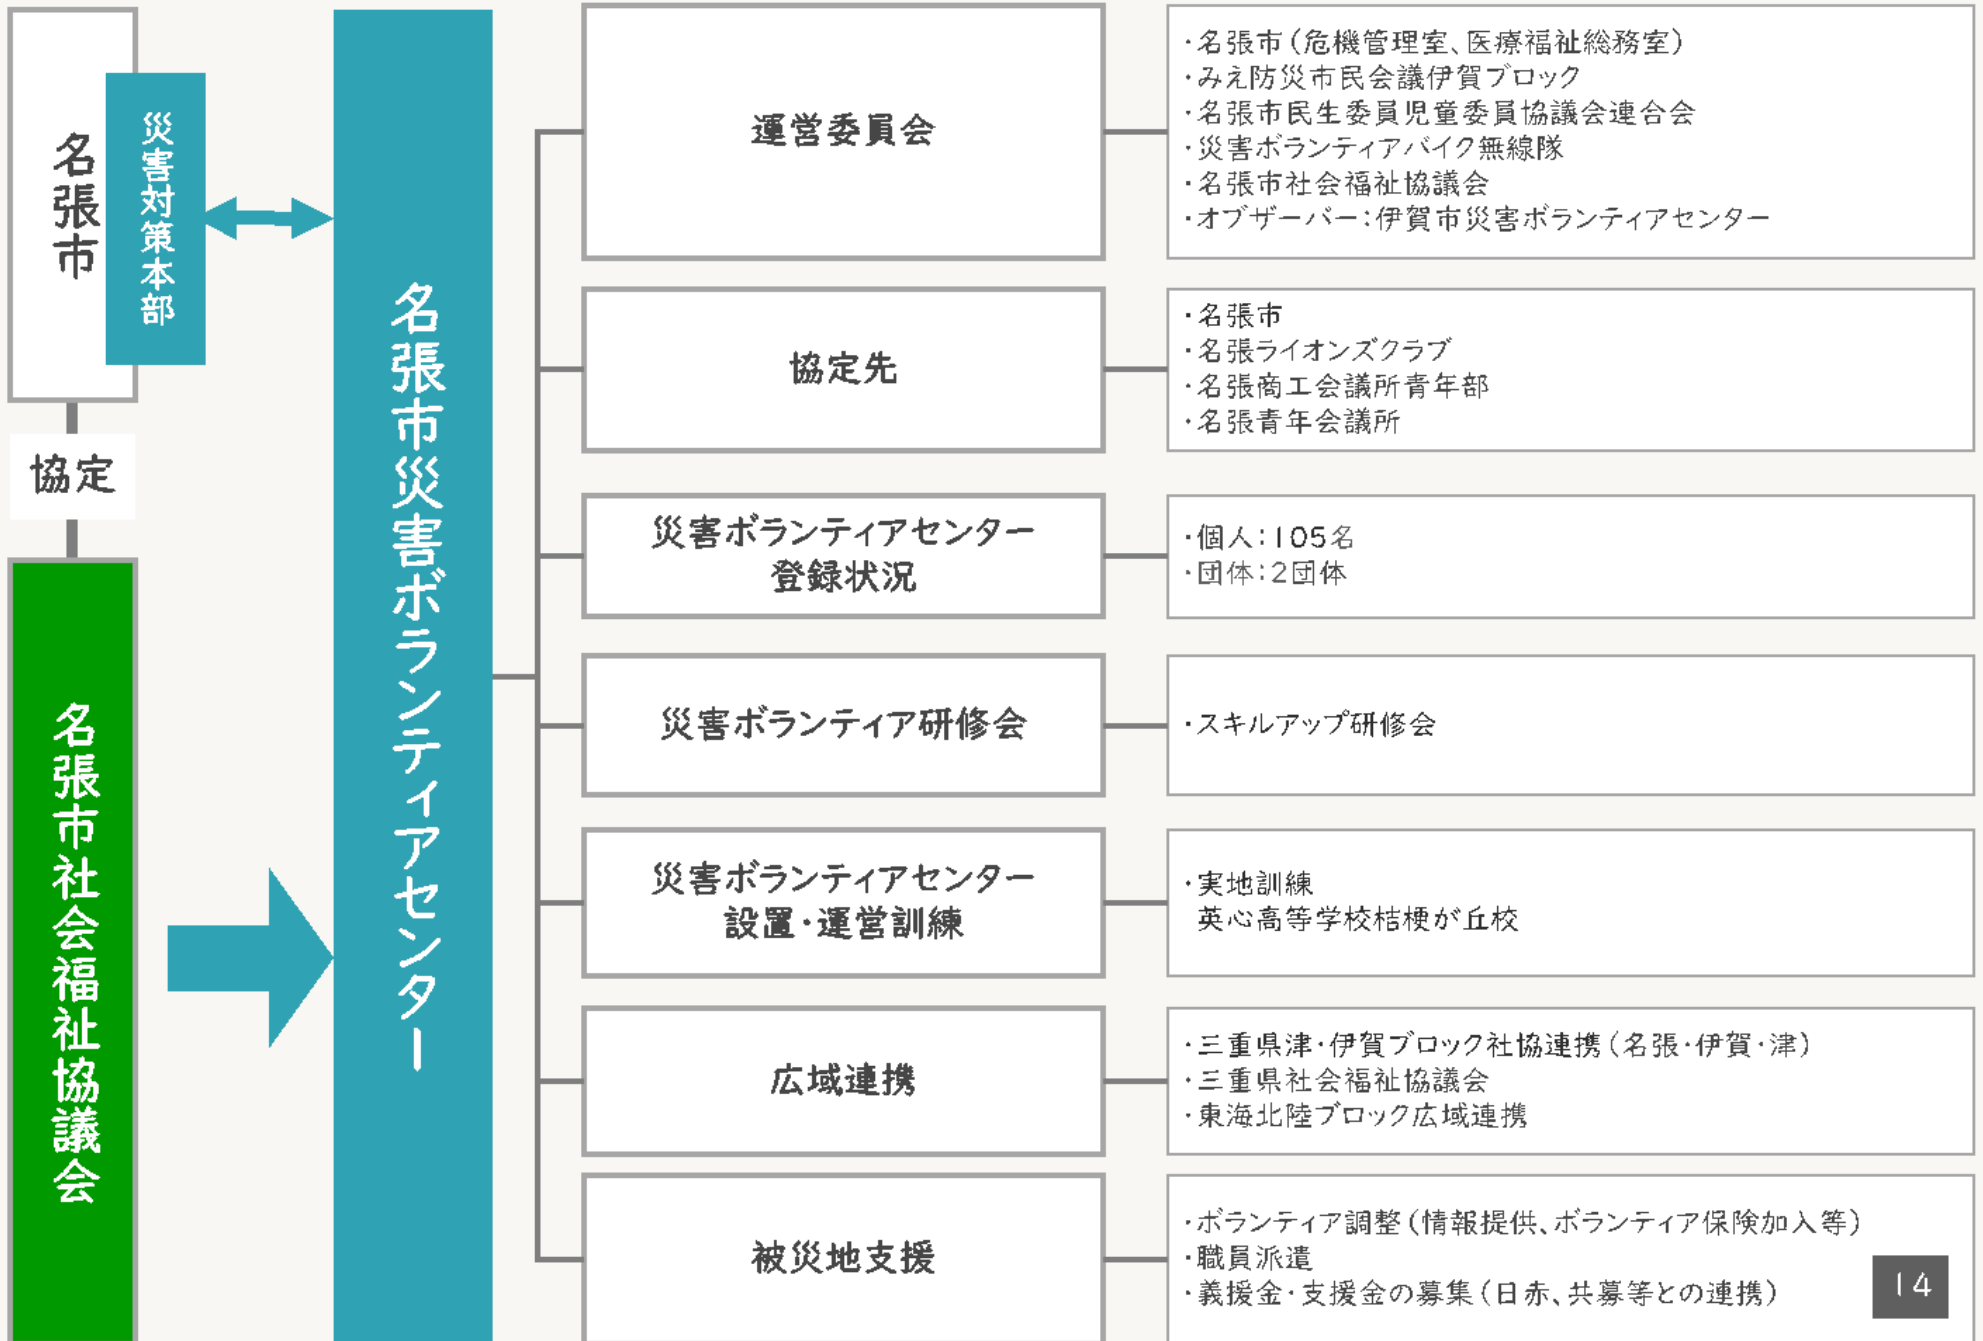 名張市
災害対策本部
協定
名張市社会福祉協議会
名張市災害ボランティアセンター
運営委員会
・名張市（危機管理室、医療福祉総務室）
・みえ防災市民会議伊賀ブロック
・名張市民生委員児童委員協議会連合会
・災害ボランティアバイク無線隊
・名張市社会福祉協議会
・オブザーバー：伊賀市災害ボランティアセンター
協定先
・名張市
・名張ライオンズクラブ
・名張商工会議所青年部
・名張青年会議所
災害ボランティアセンター
登録状況
・個人：105名
・団体：2団体
災害ボランティア研修会
・スキルアップ研修会
災害ボランティアセンター
設置・運営訓練
・実地訓練
英心高等学校桔梗が丘校
広域連携
・三重県津・伊賀ブロック社協連携（名張・伊賀・津）
・三重県社会福祉協議会
・東海北陸ブロック広域連携
被災地支援
・ボランティア調整（情報提供、ボランティア保険加入等）
・職員派遣
・義援金・支援金の募集（日赤、共募等との連携）
14